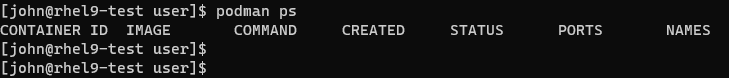 [john@rhel9-test user]$ podman ps
CONTAINER ID  IMAGE       COMMAND     CREATED     STATUS      PORTS       NAMES
[john@rhel9-test user]$
[john@rhel9-test user]$